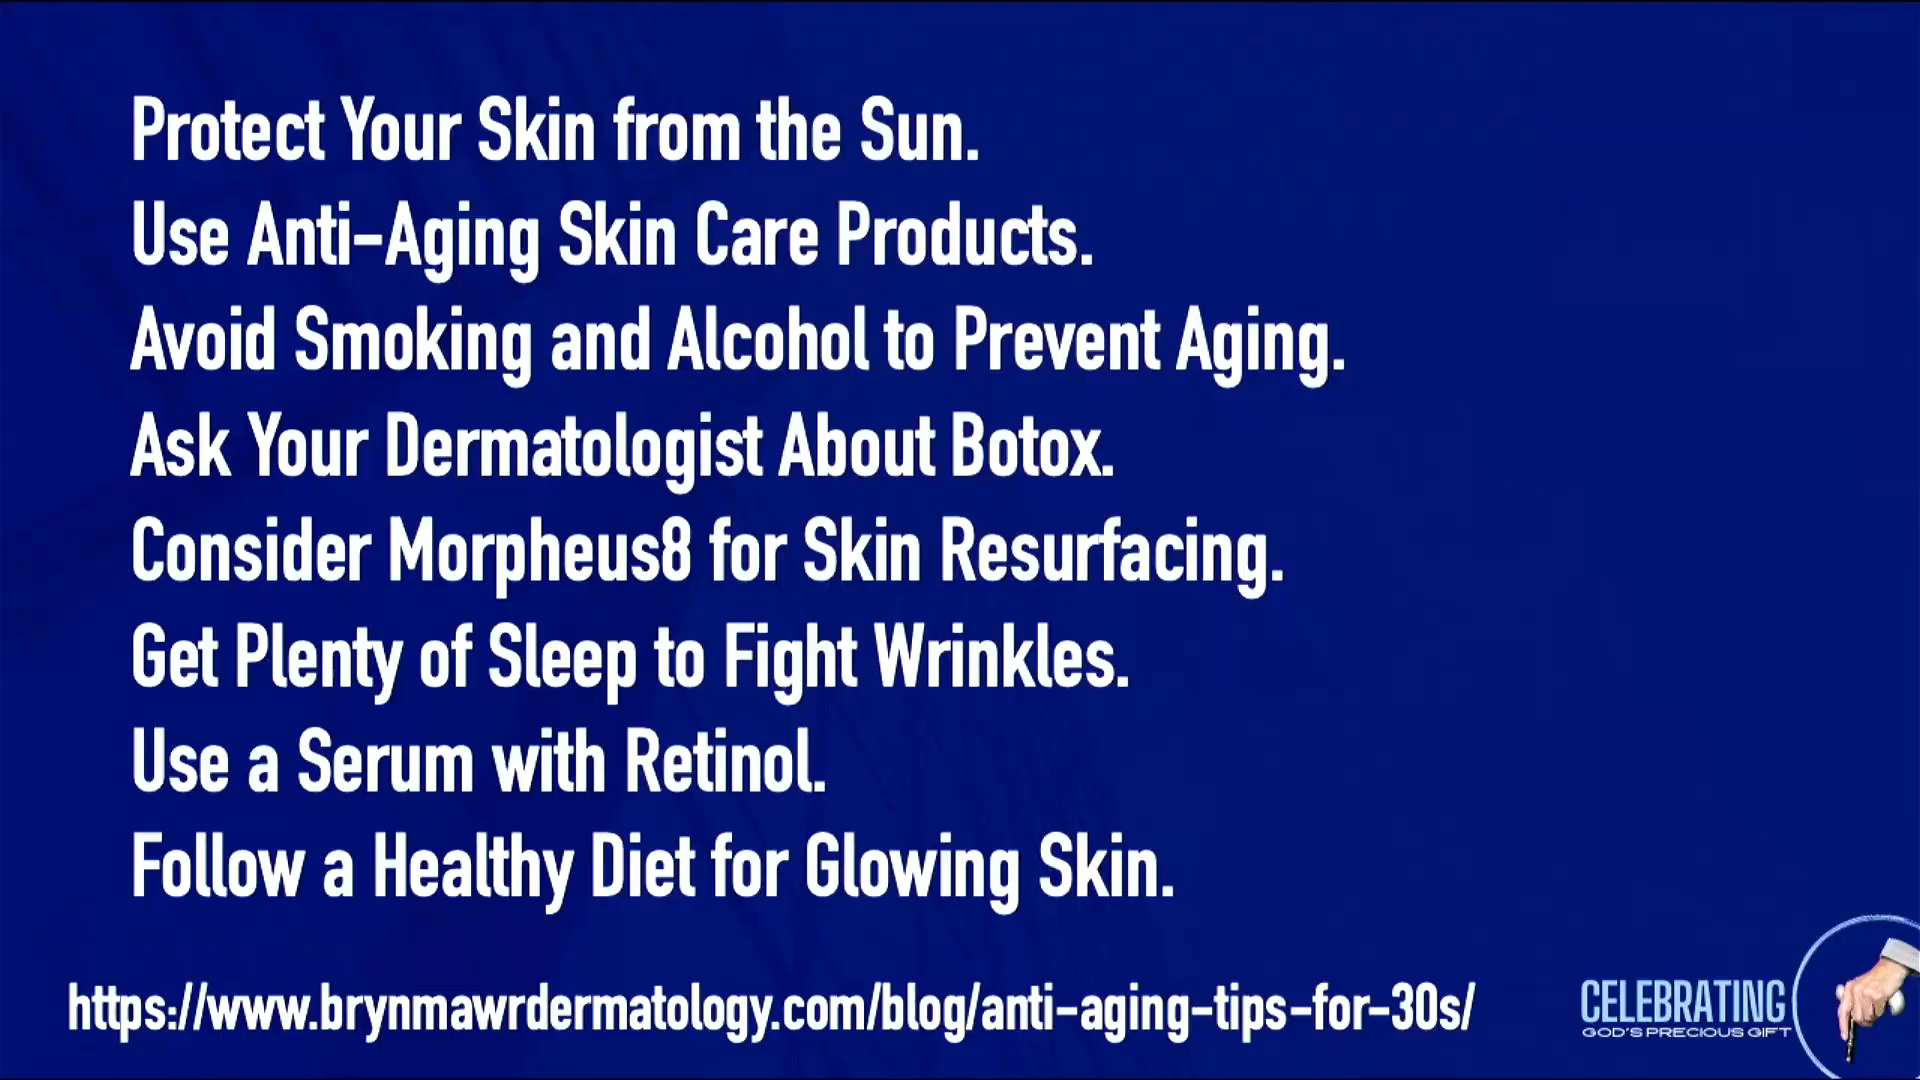 Protect Your Skin from the Sun.
Use Anti-Aging Skin Care Products.
Avoid Smoking and Alcohol to Prevent Aging.
Ask Your Dermatologist About Botox.
Consider Morpheus8 for Skin Resurfacing.
Get Plenty of Sleep to Fight Wrinkles.
Use a Serum with Retinol.
Follow a Healthy Diet for Glowing Skin.
https://www.brynmawrdermatology.com/blog/anti-aging-tips-for-30s/
CELEBRATING
GOD'S PRECIOUS GIFT